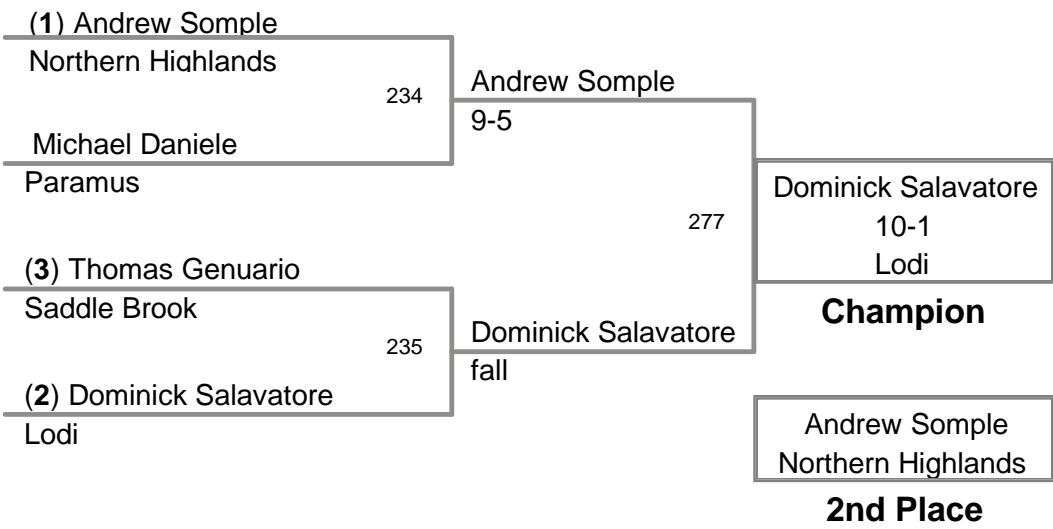 (1) Andrew Somple
Northern Highlands
234
Andrew Somple
9-5
Michael Daniele
Paramus
277
Dominick Salavatore
10-1
Lodi
Champion
(3) Thomas Genuario
Saddle Brook
235
Dominick Salavatore
fall
(2) Dominick Salavatore
Lodi
Andrew Somple
Northern Highlands
2nd Place